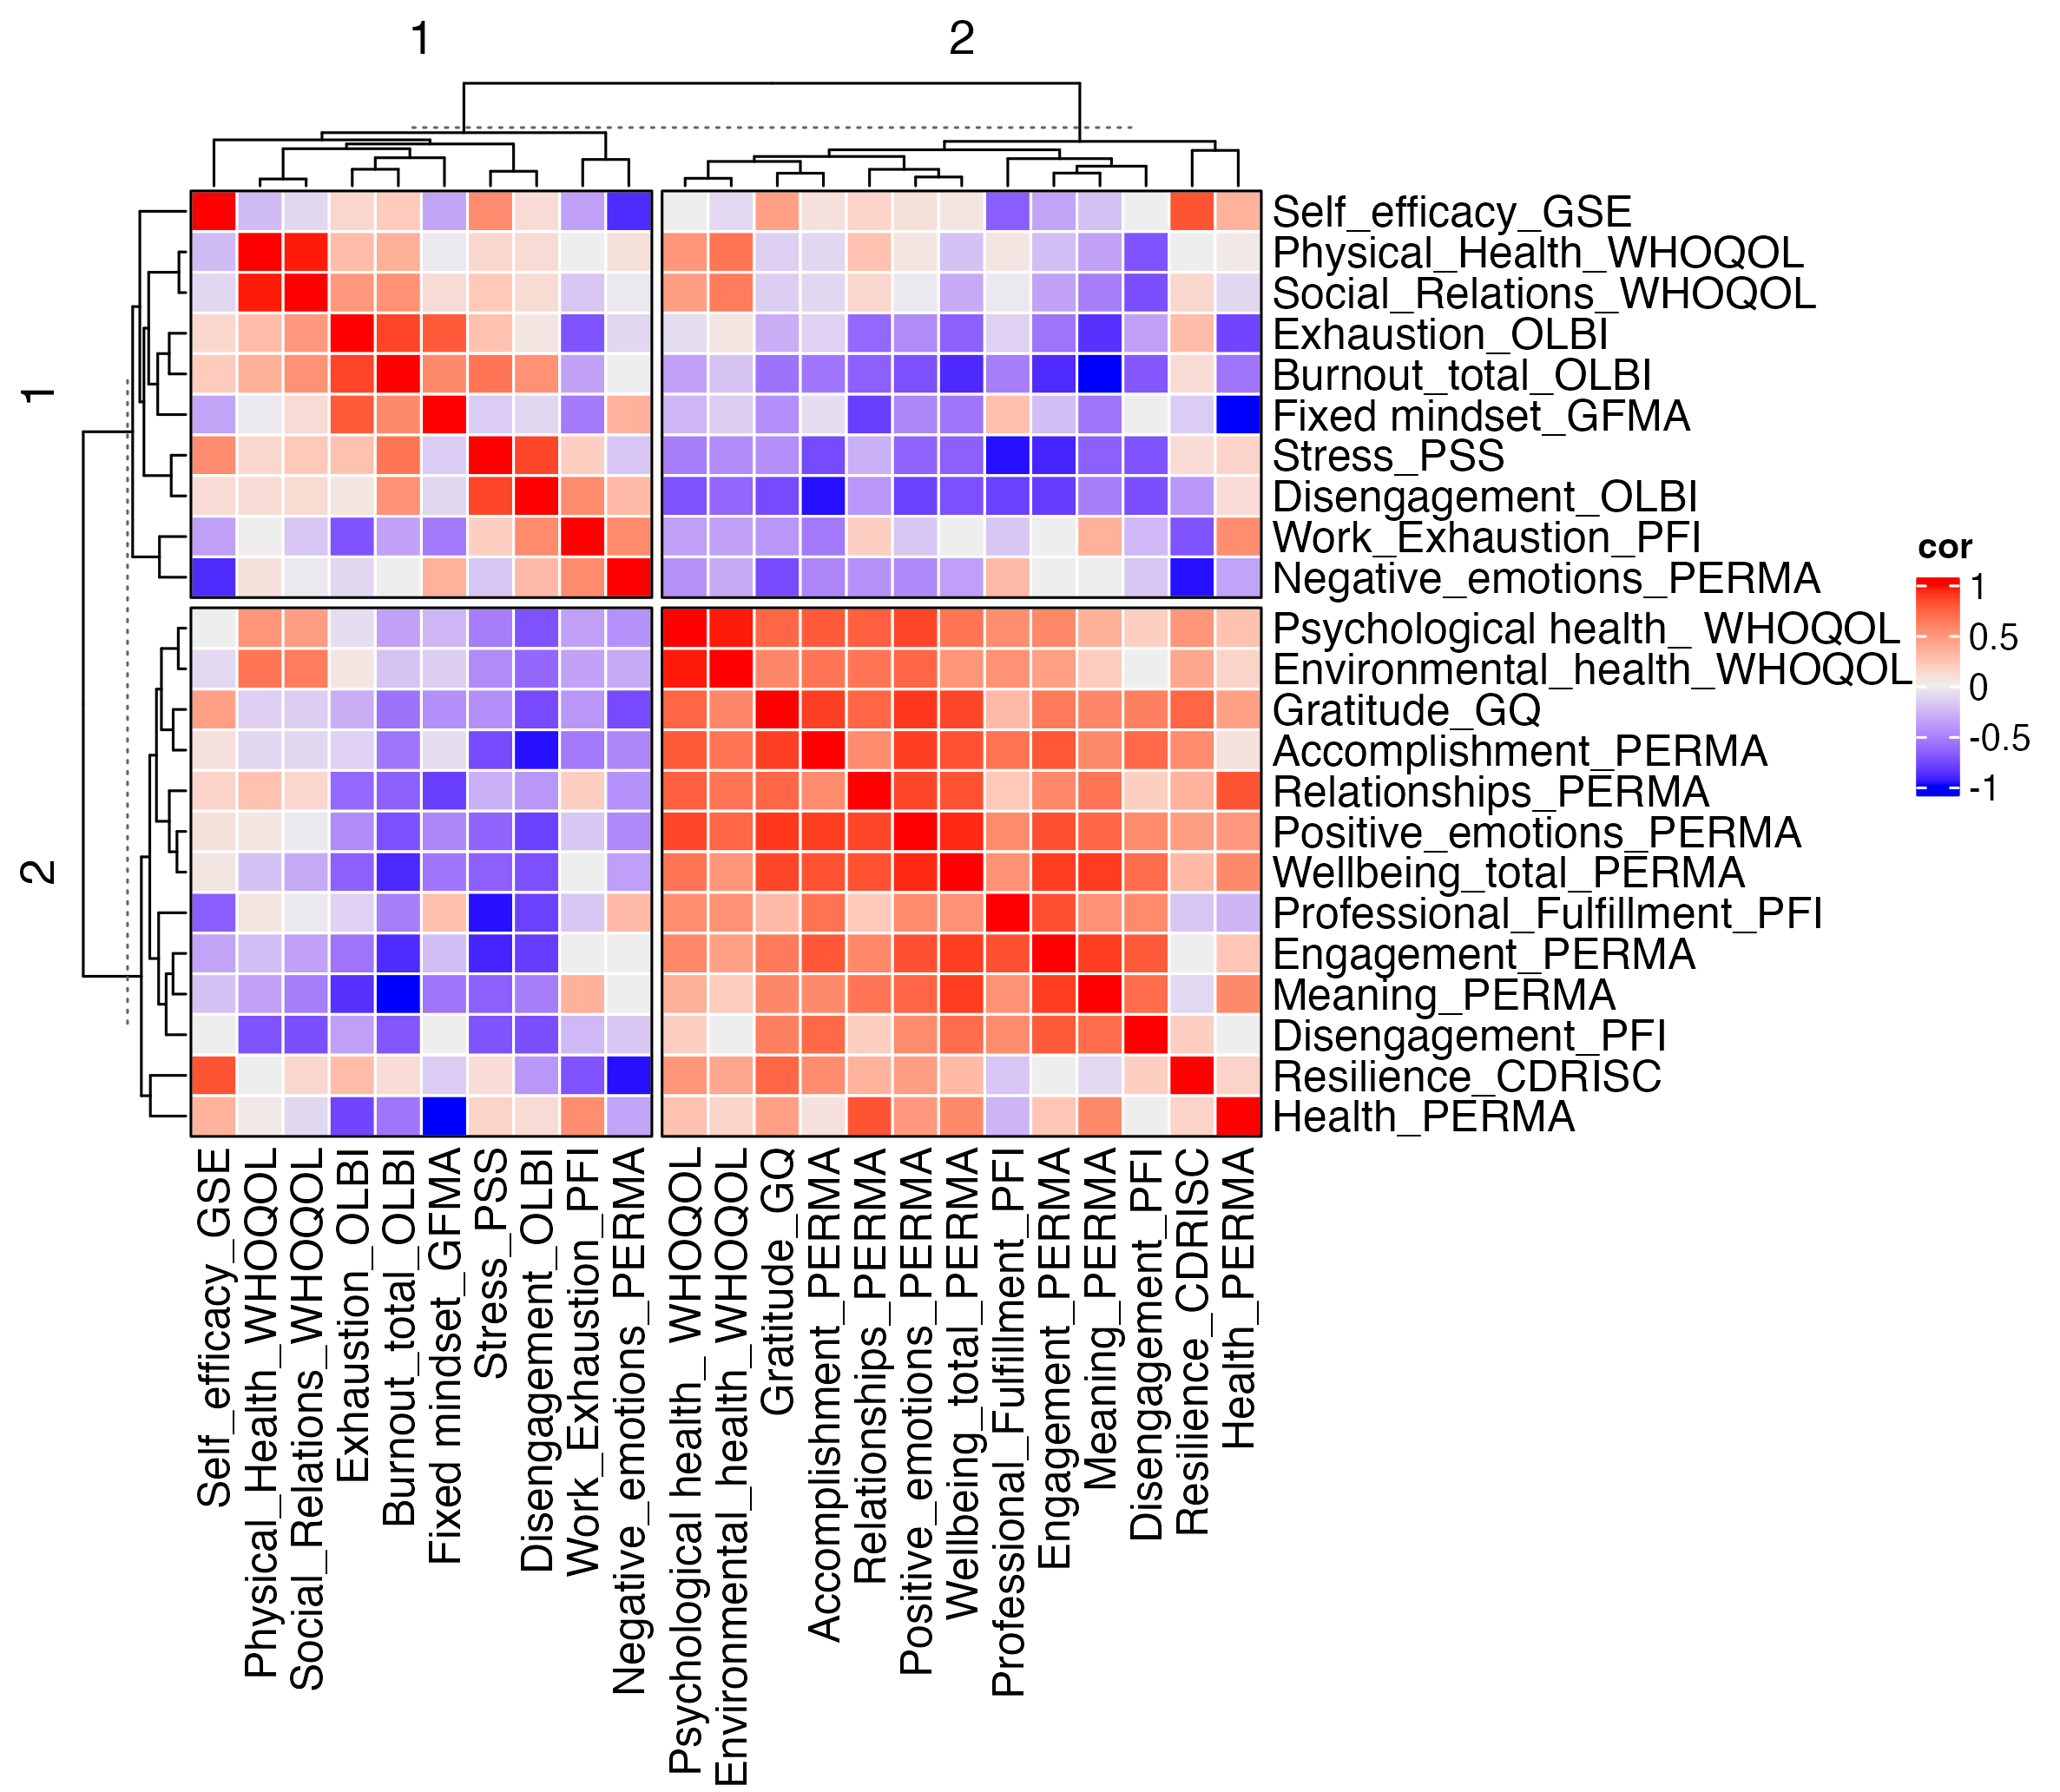 1 2
Self_efficacy_GSE
Physical_Health_WHOQOL
Social_Relations_WHOQOL
Exhaustion_OLBI
1
Burnout_total_OLBI
Fixed mindset_GFMA
Stress_PSS
Disengagement_OLBI
Work_Exhaustion_PFI
Negative_emotions_PERMA
cor
1
0.5
0
-0.5
-1
Psychological health_ WHOQOL
Environmental_health_WHOQOL
Gratitude_GQ
Accomplishment_PERMA
Relationships_PERMA
Positive_emotions_PERMA
2
Wellbeing_total_PERMA
Professional_Fulfillment_PFI
Engagement_PERMA
Meaning_PERMA
Disengagement_PFI
Resilience_CDRISC
Health_PERMA
Self_efficacy_GSE
Physical_Health_WHOQOL
Social_Relations_WHOQOL
Exhaustion_OLBI
Burnout_total_OLBI
Fixed mindset_GFMA
Stress_PSS
Disengagement_OLBI
Work_Exhaustion_PFI
Negative_emotions_PERMA
Psychological health_ WHOQOL
Environmental_health_WHOQOL
Gratitude_GQ
Accomplishment_PERMA
Relationships_PERMA
Positive_emotions_PERMA
Wellbeing_total_PERMA
Professional_Fulfillment_PFI
Engagement_PERMA
Meaning_PERMA
Disengagement_PFI
Resilience_CDRISC
Health_PERMA